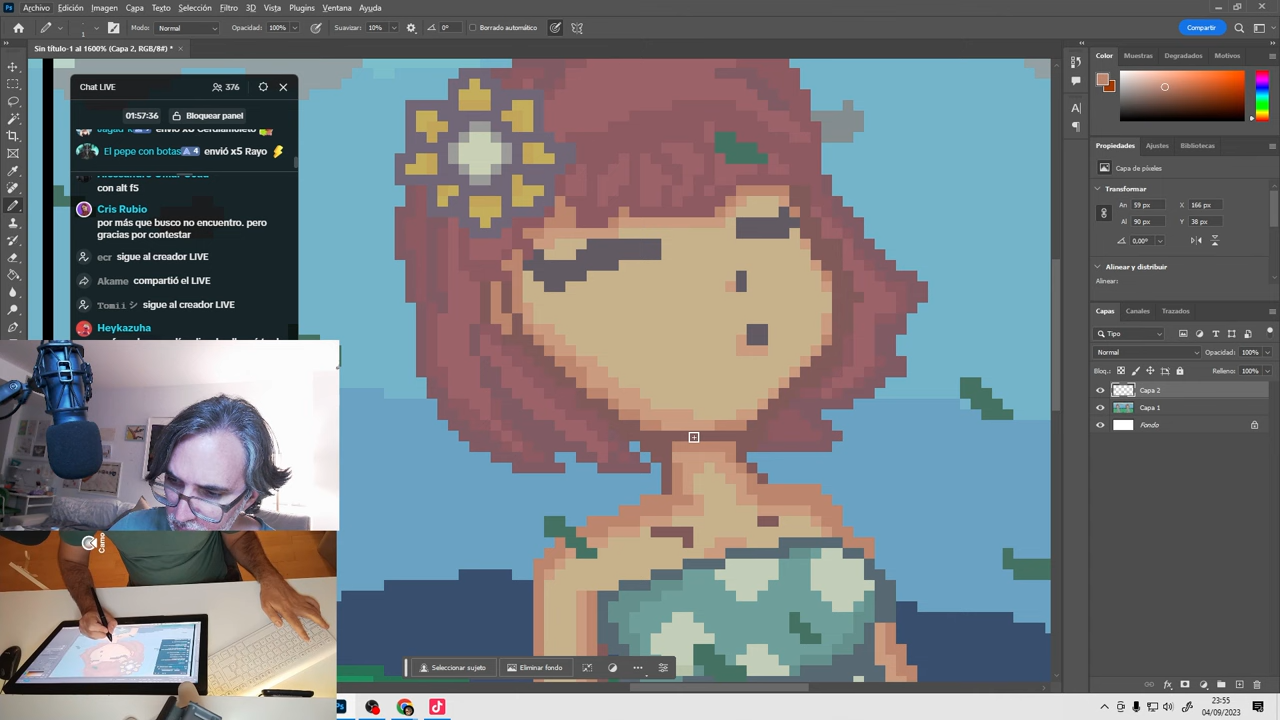 Archivo Edición Imagen Capa Texto Selección Filtro 3D Vista Plugins Ventana Ayuda
Modo: Normal Opacidad: 100% Suavizar: 10% 0° Borrado automático Compartir
Sin título-1 al 1600% (Capa 2, RGB/8#) *
Chat LIVE 376
01:57:36 Bloquear panel
El pepe con botas 4 envió x5 Rayo
con alt f5
Cris Rubio
por más que busco no encuentro. pero
gracias por contestar
ecr sigue al creador LIVE
Akame compartió el LIVE
Tomii シ sigue al creador LIVE
Heykazuha
Camo
Seleccionar sujeto Eliminar fondo
Color Muestras Degradados Motivos
Propiedades Ajustes Bibliotecas
Capa de píxeles
Transformar
An 59 px X 166 px
Al 90 px Y 38 px
0,00°
Alinear y distribuir
Alinear:
Capas Canales Trazados
Tipo
Normal Opacidad: 100%
Bloq.: Relleno: 100%
Capa 2
Capa 1
Fondo
23:55
04/09/2023